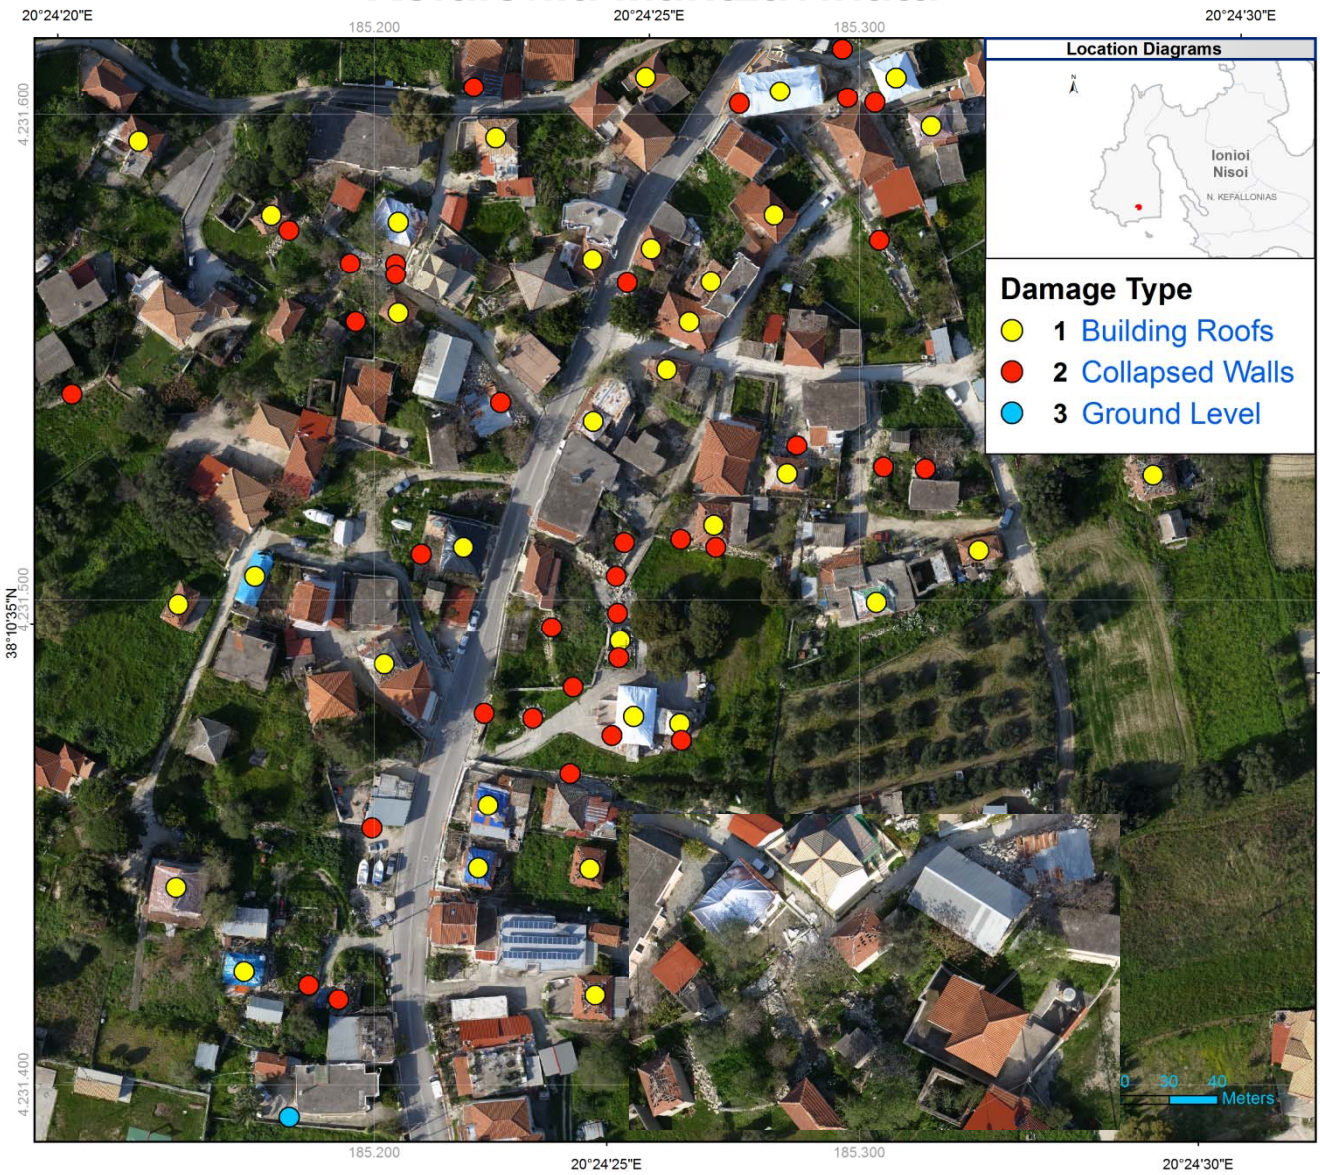 20°24'20"E
20°24'25"E
20°24'30"E
185.200
185.300
Location Diagrams
N
Ionioi
Nisoi
N. KEFALLONIAS
Damage Type
1 Building Roofs
2 Collapsed Walls
3 Ground Level
4.231.600
4.231.500
38°10'35"N
4.231.400
0 30 40
Meters
185.200
185.300
20°24'25"E
20°24'30"E